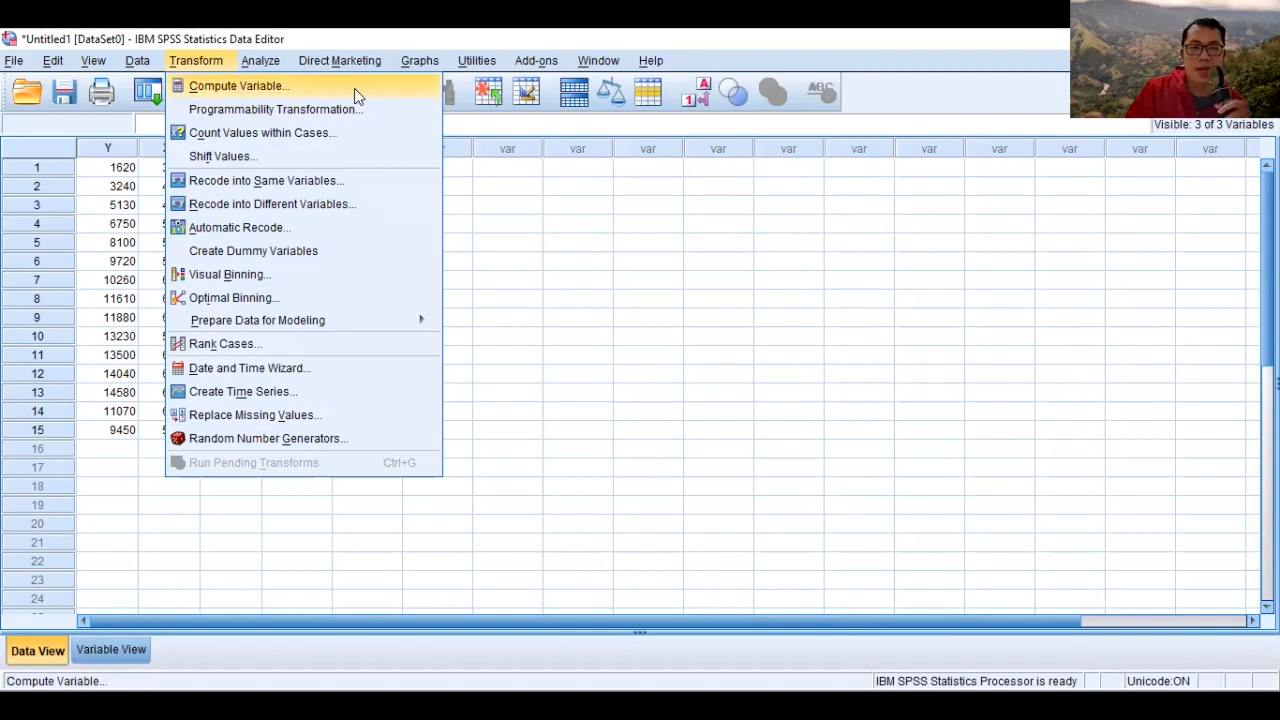 *Untitled1 [DataSet0] - IBM SPSS Statistics Data Editor
File Edit View Data Transform Analyze Direct Marketing Graphs Utilities Add-ons Window Help
Visible: 3 of 3 Variables
Compute Variable...
Programmability Transformation...
Count Values within Cases...
Shift Values...
Recode into Same Variables...
Recode into Different Variables...
Automatic Recode...
Create Dummy Variables
Visual Binning...
Optimal Binning...
Prepare Data for Modeling
Rank Cases...
Date and Time Wizard...
Create Time Series...
Replace Missing Values...
Random Number Generators...
Run Pending Transforms Ctrl+G
Y var var var var var var var var var var var
1 1620
2 3240
3 5130
4 6750
5 8100
6 9720
7 10260
8 11610
9 11880
10 13230
11 13500
12 14040
13 14580
14 11070
15 9450
16
17
18
19
20
21
22
23
24
Data View Variable View
Compute Variable... IBM SPSS Statistics Processor is ready Unicode:ON